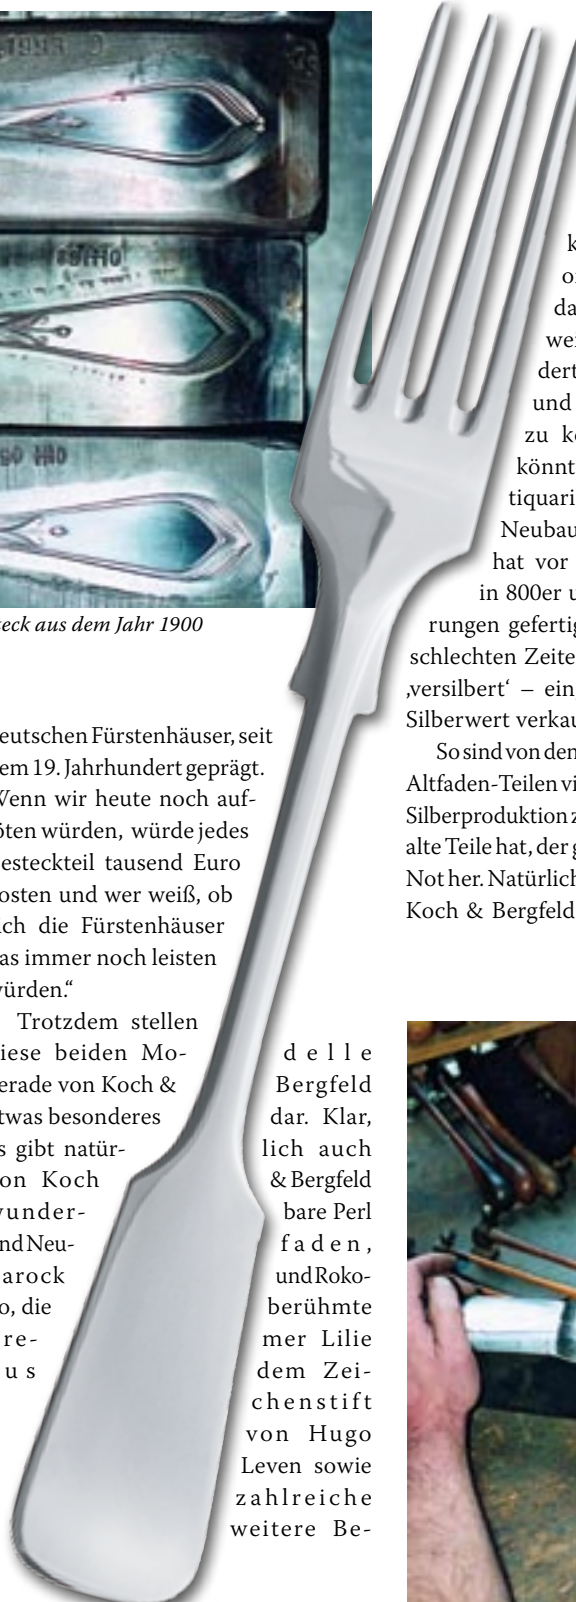 1993
eck aus dem Jahr 1900
eutschen Fürstenhäuser, seit
em 19. Jahrhundert geprägt.
Wenn wir heute noch auf-
öten würden, würde jedes
esteckteil tausend Euro
osten und wer weiß, ob
ich die Fürstenhäuser
as immer noch leisten
ürden.“
Trotzdem stellen
iese beiden Mo- delle
erade von Koch & Bergfeld
twas besonderes dar. Klar,
s gibt natür- lich auch
on Koch & Bergfeld
wunder- bare Perl
nd Neu- faden,
arock und Roko-
o, die berühmte
re- mer Lilie
us dem Zei-
chenstift
von Hugo
Leven sowie
zahlreiche
weitere Be-
k
o
da
wei
dert
und
zu k
könnt
tiquari
Neubau
hat vor
in 800er u
rungen gefertig
schlechten Zeite
‚versilbert‘ – ein
Silberwert verkau
So sind von den
Altfaden-Teilen vi
Silberproduktion z
alte Teile hat, der g
Not her. Natürlich
Koch & Bergfeld